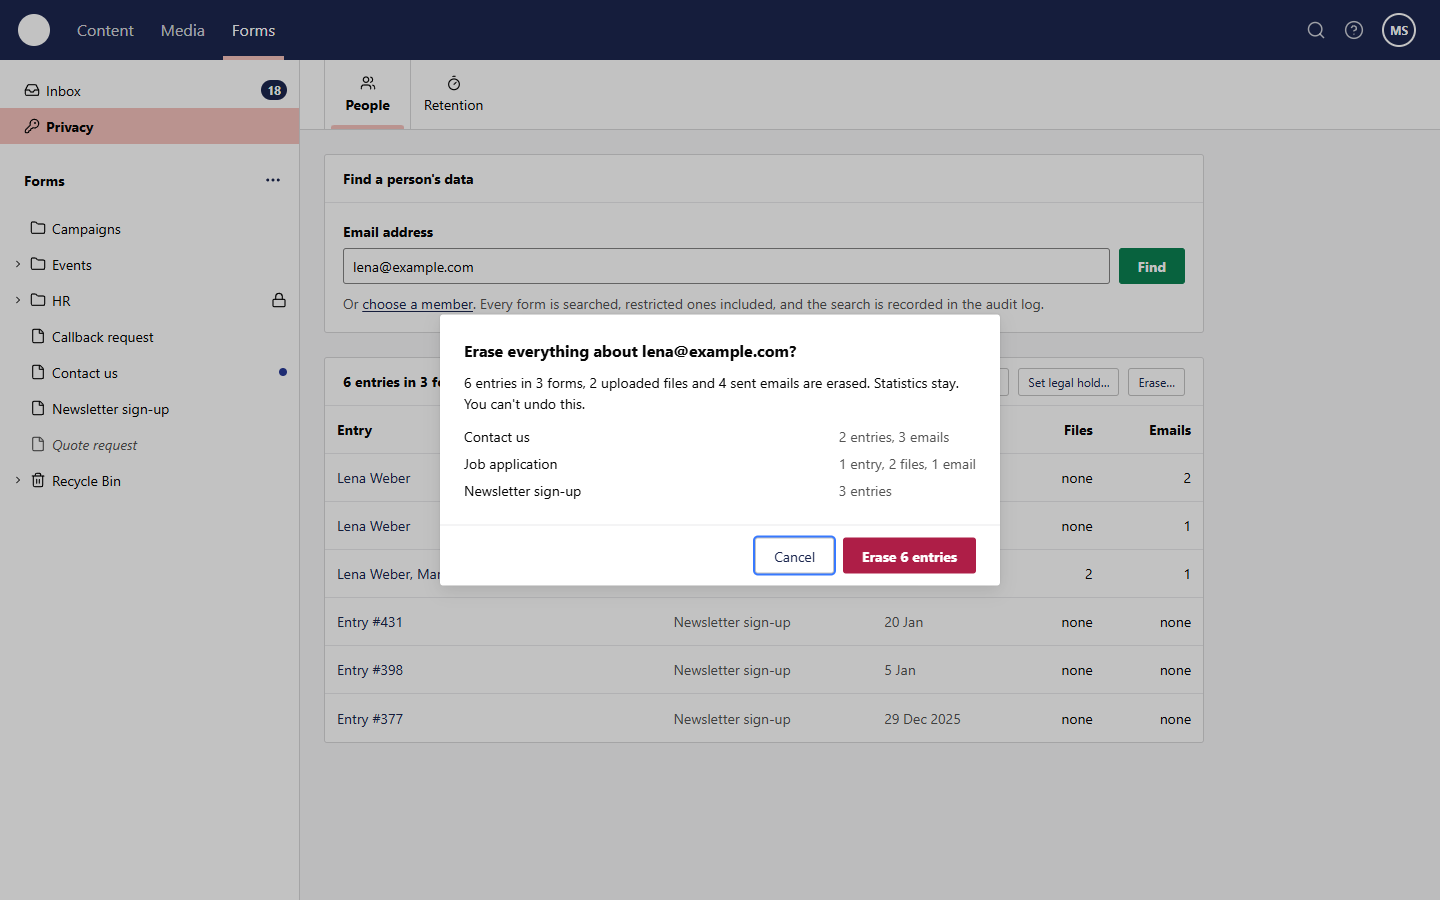 Content Media Forms
MS
Inbox 18
Privacy
Forms
Campaigns
Events
HR
Callback request
Contact us
Newsletter sign-up
Quote request
Recycle Bin
People
Retention
Find a person's data
Email address
lena@example.com
Find
Or choose a member. Every form is searched, restricted ones included, and the search is recorded in the audit log.
6 entries in 3
Set legal hold...
Erase...
Entry Files Emails
Lena Weber none 2
Lena Weber none 1
Lena Weber, 2 1
Entry #431 Newsletter sign-up 20 Jan none none
Entry #398 Newsletter sign-up 5 Jan none none
Entry #377 Newsletter sign-up 29 Dec 2025 none none
Erase everything about lena@example.com?
6 entries in 3 forms, 2 uploaded files and 4 sent emails are erased. Statistics stay.
You can't undo this.
Contact us 2 entries, 3 emails
Job application 1 entry, 2 files, 1 email
Newsletter sign-up 3 entries
Cancel
Erase 6 entries